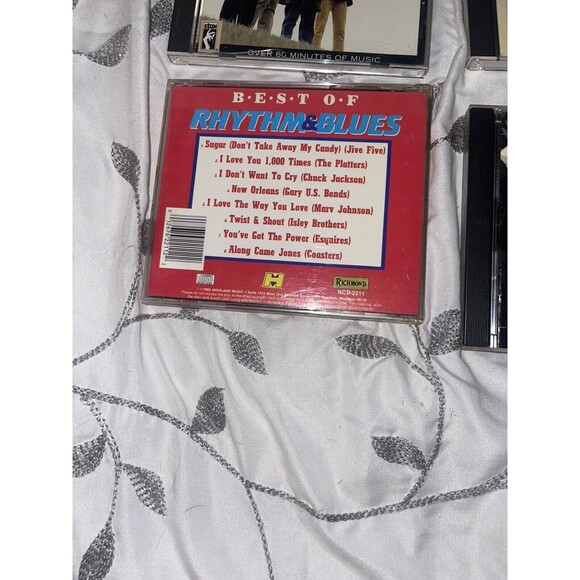 OVER 60 MINUTES OF MUSIC
B·E·S·T O·F
RHYTHM & BLUES
Sugar (Don't Take Away My Candy) (Jive Five)
I Love You 1,000 Times (The Platters)
I Don't Want To Cry (Chuck Jackson)
New Orleans (Gary U.S. Bonds)
I Love The Way You Love (Marv Johnson)
Twist & Shout (Isley Brothers)
You've Got The Power (Esquires)
Along Came Jones (Coasters)
RICHMOND
NCD-2211
HIGHLAND MUSIC